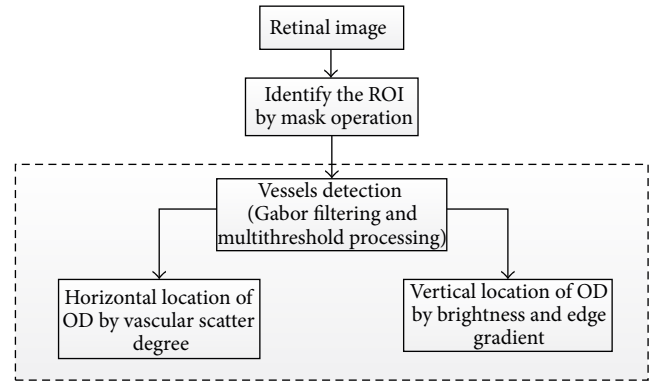 Retinal image
Identify the ROI
by mask operation
Vessels detection
(Gabor filtering and
multithreshold processing)
Horizontal location of
OD by vascular scatter
degree
Vertical location of OD
by brightness and edge
gradient